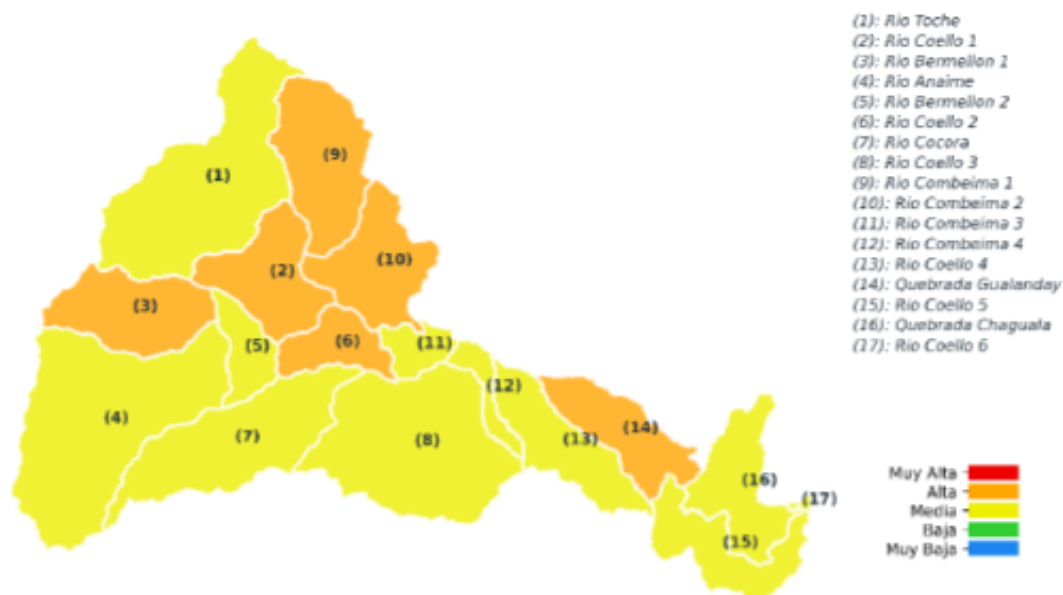 (1): Rio Toche
(2): Rio Coello 1
(3): Rio Bermellon 1
(4): Rio Anaime
(5): Rio Bermellon 2
(6): Rio Coello 2
(7): Rio Cocora
(8): Rio Coello 3
(9): Rio Combeima 1
(10): Rio Combeima 2
(11): Rio Combeima 3
(12): Rio Combeima 4
(13): Rio Coello 4
(14): Quebrada Gualanday
(15): Rio Coello 5
(16): Quebrada Chaguala
(17): Rio Coello 6
(9)
(1)
(10)
(2)
(3)
(6)
(11)
(5)
(12)
(4)
(14)
(7)
(8)
(13)
(16)
(17)
(15)
Muy Alta
Alta
Media
Baja
Muy Baja